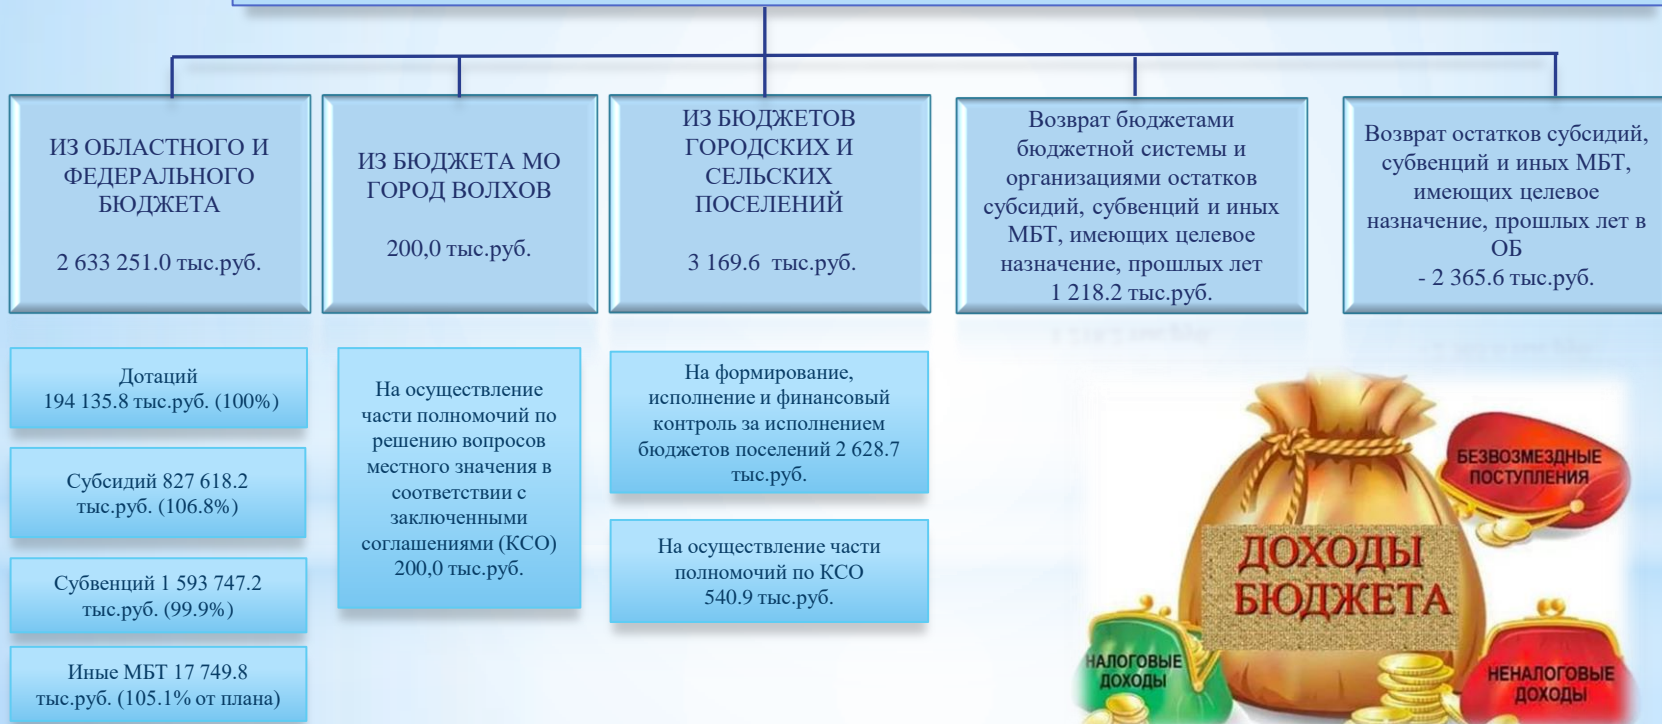 ИЗ ОБЛАСТНОГО И
ФЕДЕРАЛЬНОГО
БЮДЖЕТА
2 633 251.0 тыс.руб.
ИЗ БЮДЖЕТА МО
ГОРОД ВОЛХОВ
200,0 тыс.руб.
ИЗ БЮДЖЕТОВ
ГОРОДСКИХ И
СЕЛЬСКИХ
ПОСЕЛЕНИЙ
3 169.6 тыс.руб.
Возврат бюджетами
бюджетной системы и
организациями остатков
субсидий, субвенций и иных
МБТ, имеющих целевое
назначение, прошлых лет
1 218.2 тыс.руб.
Возврат остатков субсидий,
субвенций и иных МБТ,
имеющих целевое
назначение, прошлых лет в
ОБ
- 2 365.6 тыс.руб.
Дотаций
194 135.8 тыс.руб. (100%)
Субсидий 827 618.2
тыс.руб. (106.8%)
Субвенций 1 593 747.2
тыс.руб. (99.9%)
Иные МБТ 17 749.8
тыс.руб. (105.1% от плана)
На осуществление
части полномочий по
решению вопросов
местного значения в
соответствии с
заключенными
соглашениями (КСО)
200,0 тыс.руб.
На формирование,
исполнение и финансовый
контроль за исполнением
бюджетов поселений 2 628.7
тыс.руб.
На осуществление части
полномочий по КСО
540.9 тыс.руб.
БЕЗВОЗМЕЗДНЫЕ
ПОСТУПЛЕНИЯ
ДОХОДЫ
БЮДЖЕТА
НАЛОГОВЫЕ
ДОХОДЫ
НЕНАЛОГОВЫЕ
ДОХОДЫ